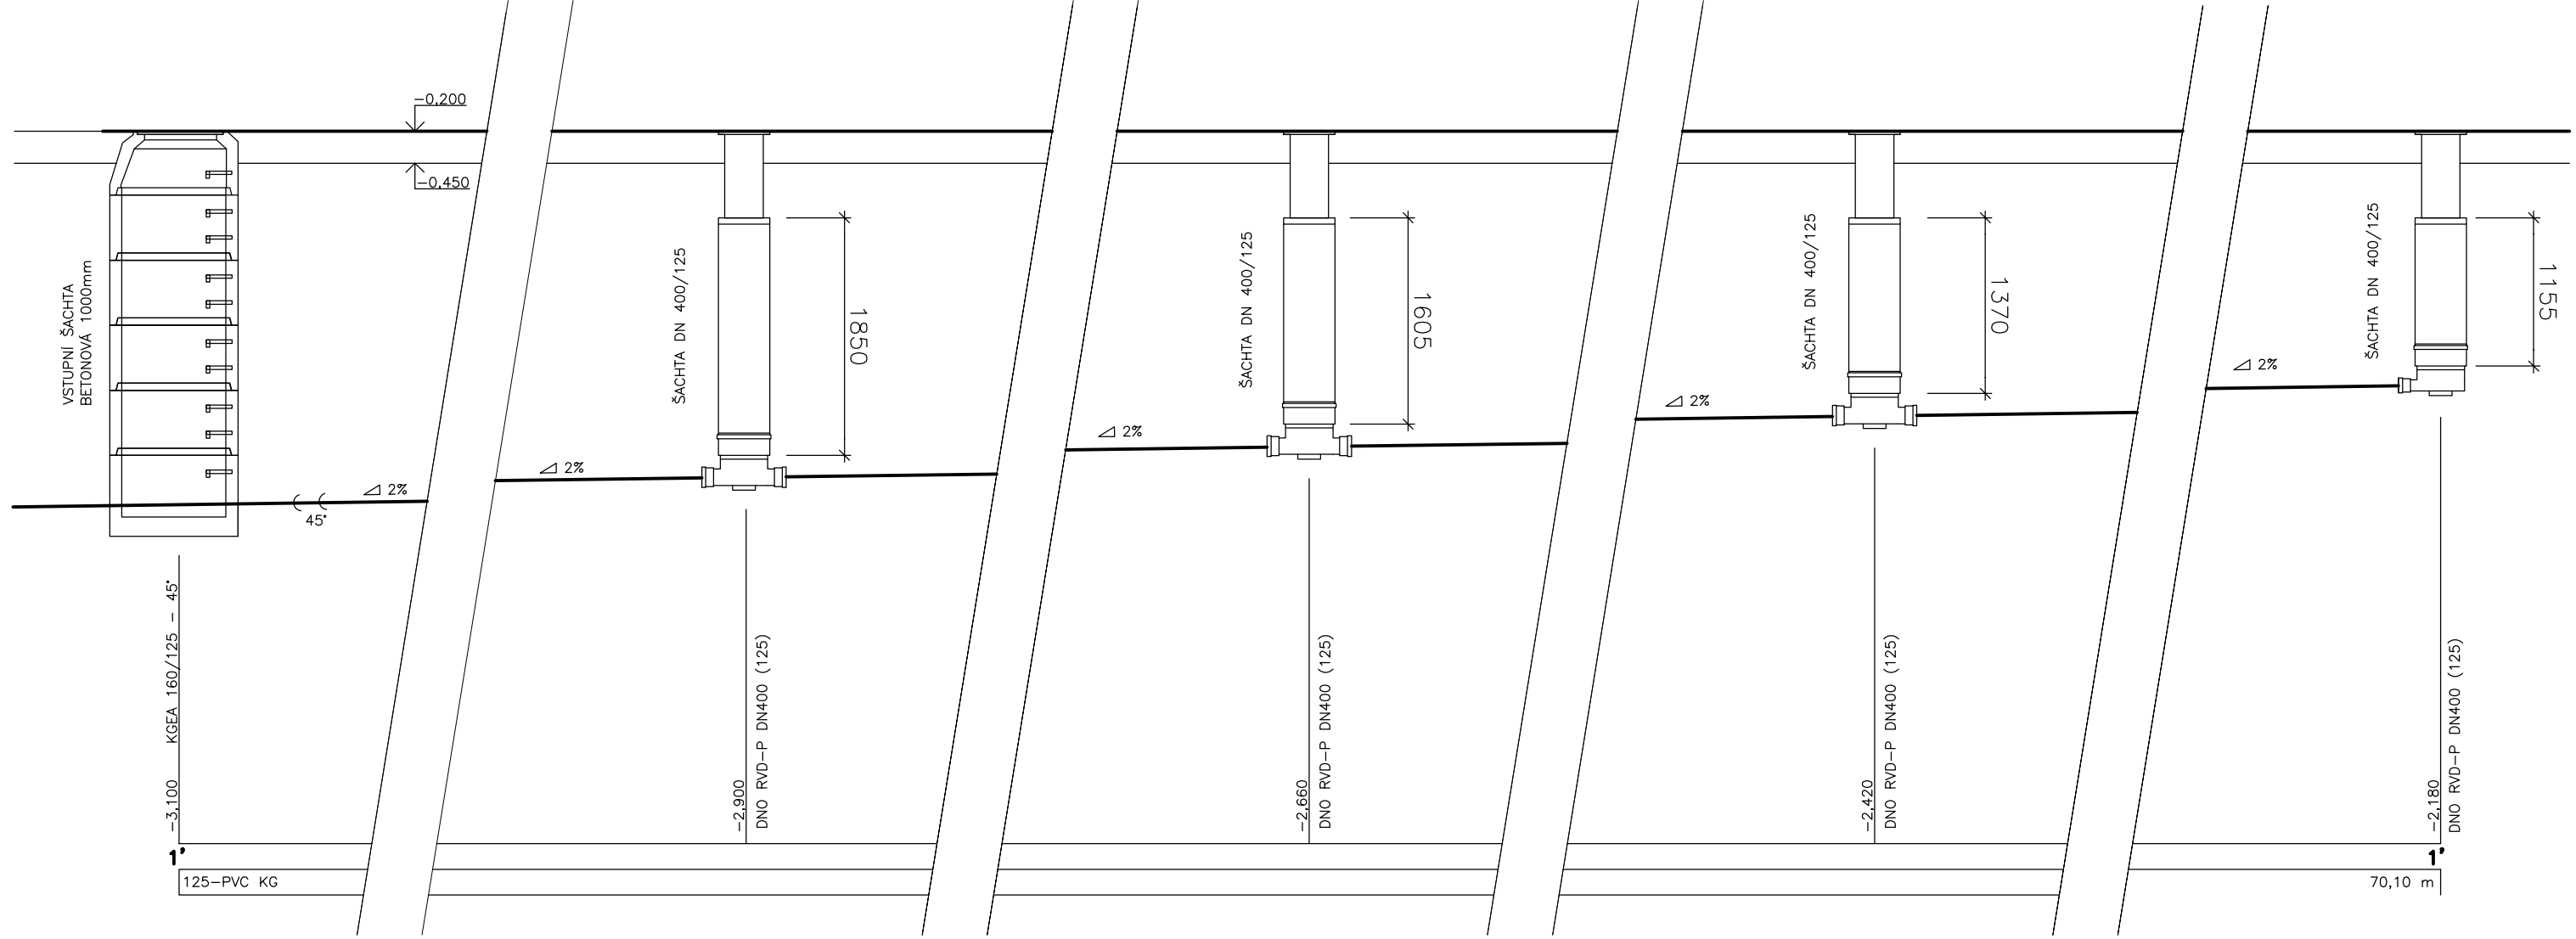 -0,200
-0,450
VSTUPNÍ ŠACHTA
BETONOVÁ 1000mm
ŠACHTA DN 400/125
1850
ŠACHTA DN 400/125
1605
ŠACHTA DN 400/125
1370
ŠACHTA DN 400/125
1155
2%
2%
2%
2%
2%
45°
-3,100 KGEA 160/125 - 45°
-2,900
DNO RVD-P DN400 (125)
-2,660
DNO RVD-P DN400 (125)
-2,420
DNO RVD-P DN400 (125)
-2,180
DNO RVD-P DN400 (125)
1'
1'
125-PVC KG
70,10 m